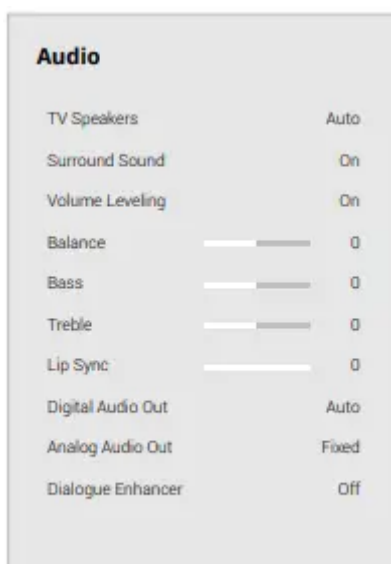 Audio
TV Speakers Auto
Surround Sound On
Volume Leveling On
Balance 0
Bass 0
Treble 0
Lip Sync 0
Digital Audio Out Auto
Analog Audio Out Fixed
Dialogue Enhancer Off